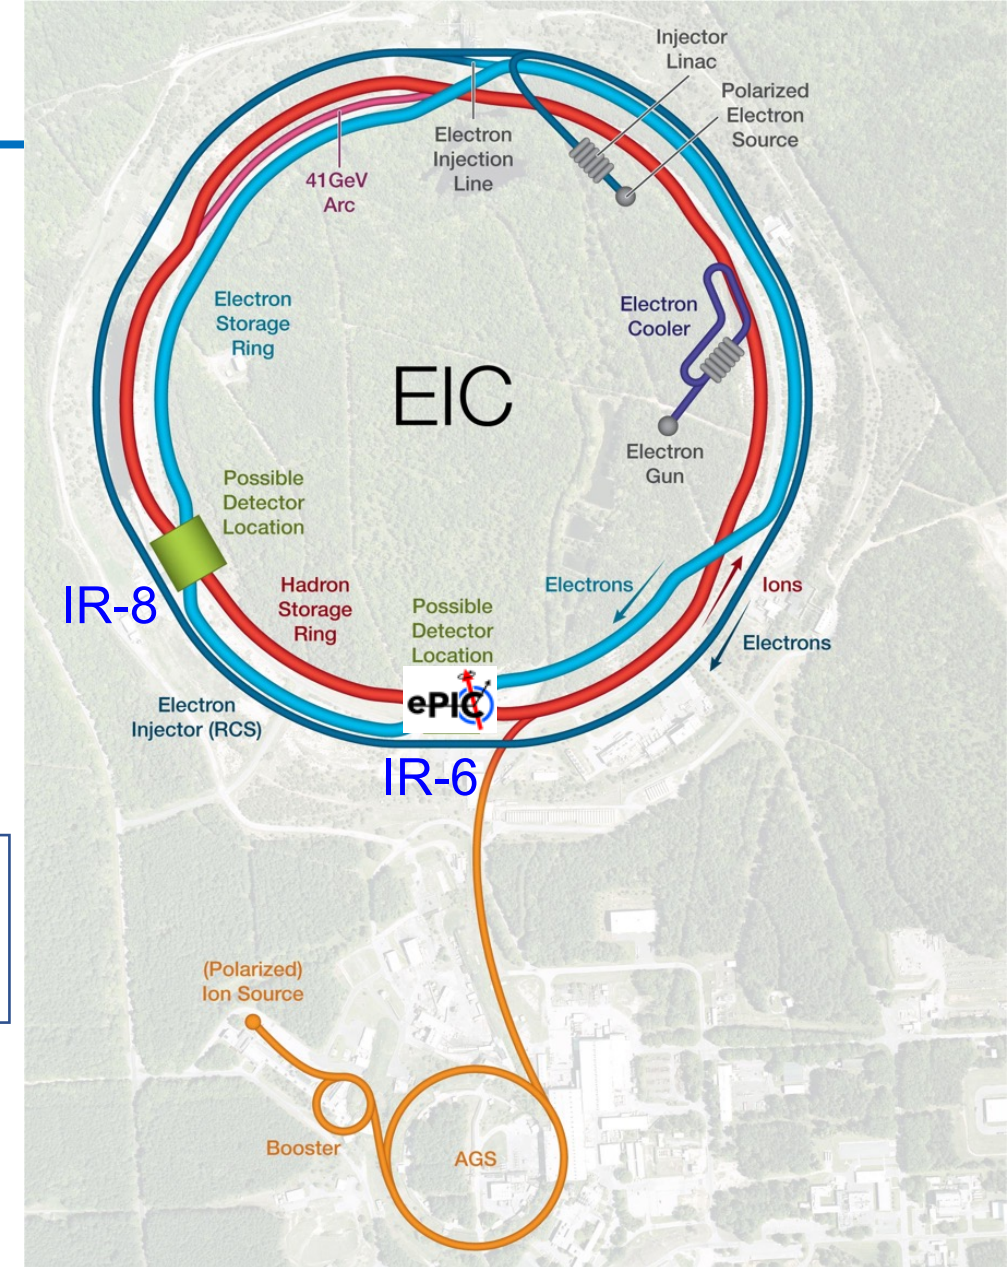 Injector
Linac
Polarized
Electron
Source
Electron
Injection
Line
41GeV
Arc
Electron
Storage
Ring
Electron
Cooler
EIC
Electron
Gun
Possible
Detector
Location
IR-8
Hadron
Storage
Ring
Possible
Detector
Location
Electrons
Ions
Electrons
ePIC
Electron
Injector (RCS)
IR-6
(Polarized)
Ion Source
Booster
AGS